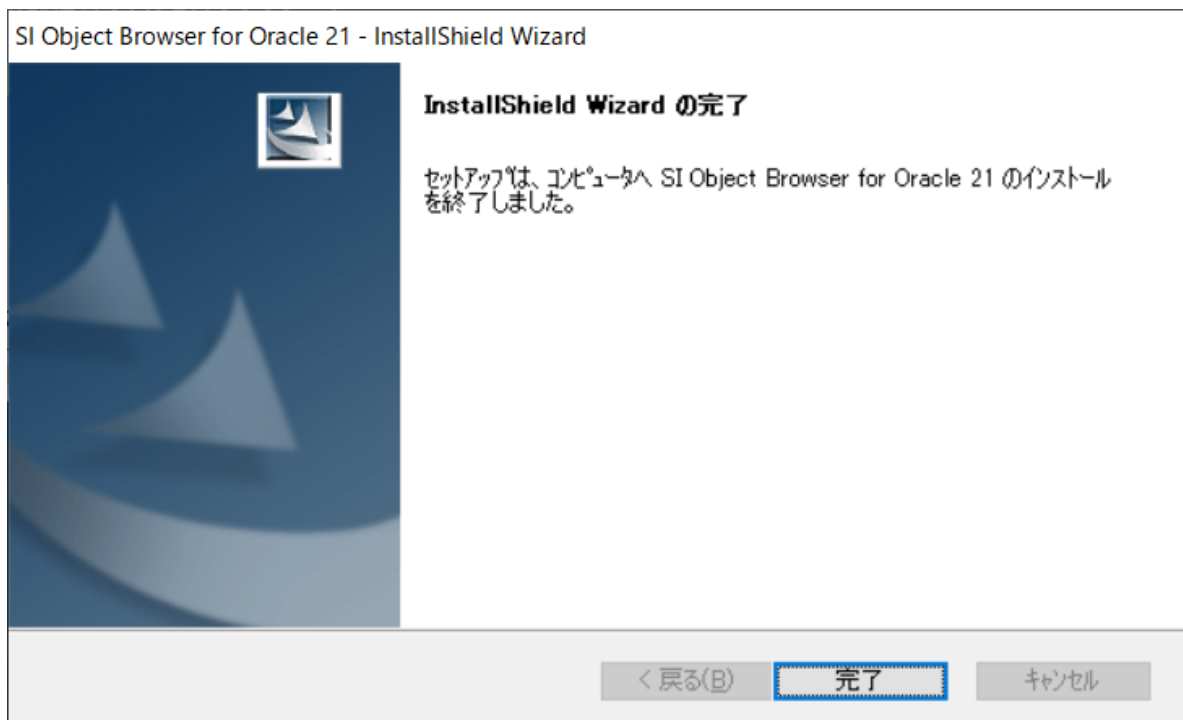 SI Object Browser for Oracle 21 - InstallShield Wizard
InstallShield Wizard の完了
セットアップは、コンピュータへ SI Object Browser for Oracle 21 のインストール
を終了しました。
< 戻る(B)
完了
キャンセル